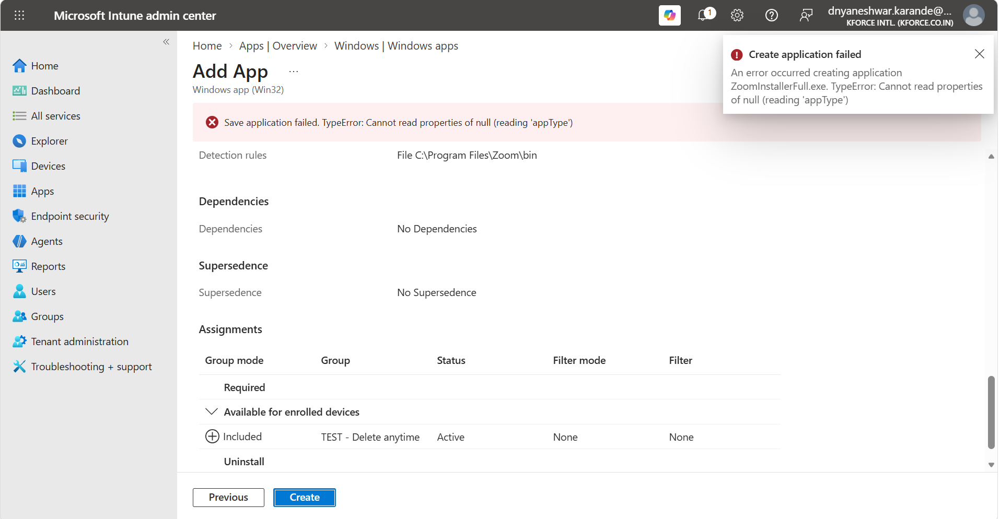 Microsoft Intune admin center
1
dnyaneshwar.karande@...
KFORCE INTL. (KFORCE.CO.IN)
Home
Dashboard
All services
Explorer
Devices
Apps
Endpoint security
Agents
Reports
Users
Groups
Tenant administration
Troubleshooting + support
Home > Apps | Overview > Windows | Windows apps
Add App ...
Windows app (Win32)
Create application failed
An error occurred creating application
ZoomInstallerFull.exe. TypeError: Cannot read properties
of null (reading 'appType')
Save application failed. TypeError: Cannot read properties of null (reading 'appType')
Detection rules File C:\Program Files\Zoom\bin
Dependencies
Dependencies No Dependencies
Supersedence
Supersedence No Supersedence
Assignments
Group mode Group Status Filter mode Filter
Required
Available for enrolled devices
Included TEST - Delete anytime Active None None
Uninstall
Previous Create